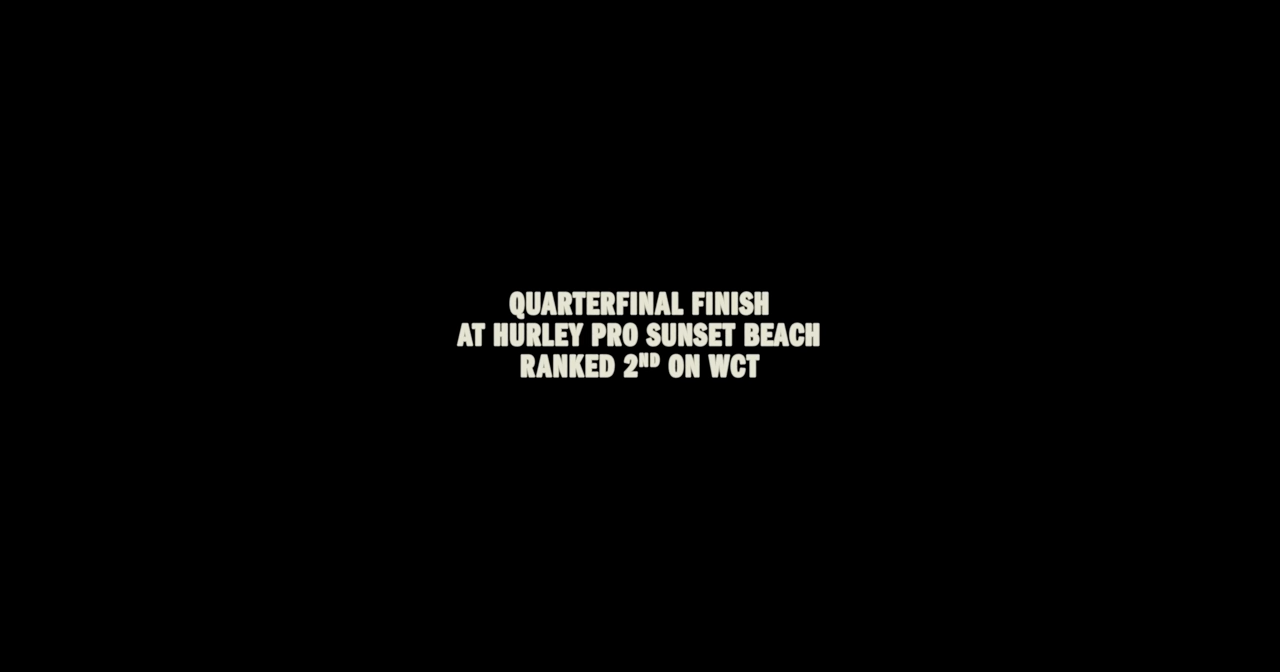 QUARTERFINAL FINISH
AT HURLEY PRO SUNSET BEACH
RANKED 2ND ON WCT